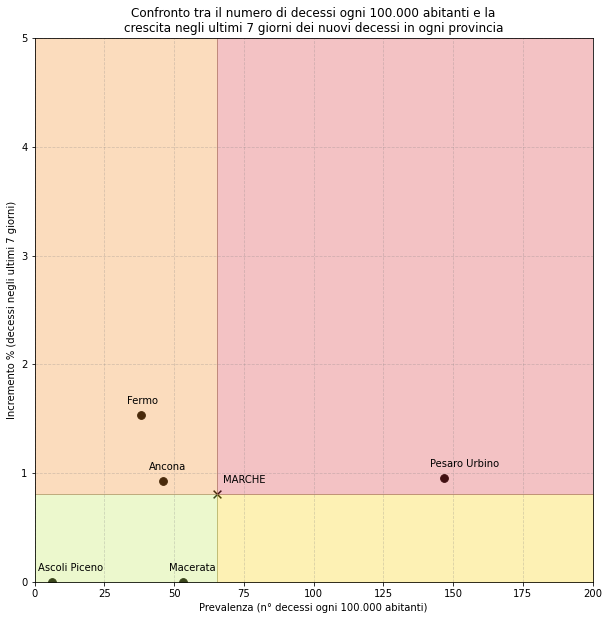 Confronto tra il numero di decessi ogni 100.000 abitanti e la
crescita negli ultimi 7 giorni dei nuovi decessi in ogni provincia
Incremento % (decessi negli ultimi 7 giorni)
5
4
3
2
1
0
Fermo
Ancona
MARCHE
Pesaro Urbino
Ascoli Piceno
Macerata
0 25 50 75 100 125 150 175 200
Prevalenza (n° decessi ogni 100.000 abitanti)